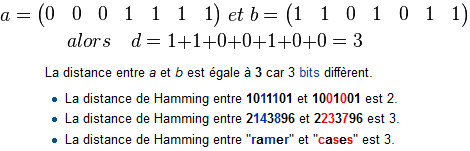 a = (0 0 0 1 1 1 1) et b = (1 1 0 1 0 1 1)
alors d = 1+1+0+0+1+0+0 = 3
La distance entre a et b est égale à 3 car 3 bits diffèrent.
• La distance de Hamming entre 1011101 et 1001001 est 2.
• La distance de Hamming entre 2143896 et 2233796 est 3.
• La distance de Hamming entre "ramer" et "cases" est 3.